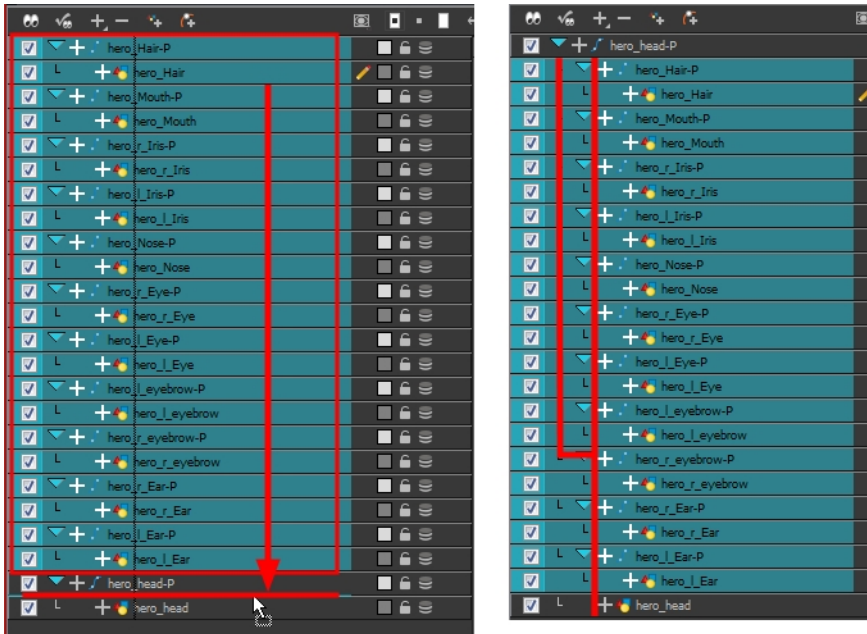 hero_Hair-P
hero_Hair
hero_Mouth-P
hero_Mouth
hero_r_Iris-P
hero_r_Iris
hero_l_Iris-P
hero_l_Iris
hero_Nose-P
hero_Nose
hero_r_Eye-P
hero_r_Eye
hero_l_Eye-P
hero_l_Eye
hero_l_eyebrow-P
hero_l_eyebrow
hero_r_eyebrow-P
hero_r_eyebrow
hero_r_Ear-P
hero_r_Ear
hero_l_Ear-P
hero_l_Ear
hero_head-P
hero_head
hero_head-P
hero_Hair-P
hero_Hair
hero_Mouth-P
hero_Mouth
hero_r_Iris-P
hero_r_Iris
hero_l_Iris-P
hero_l_Iris
hero_Nose-P
hero_Nose
hero_r_Eye-P
hero_r_Eye
hero_l_Eye-P
hero_l_Eye
hero_l_eyebrow-P
hero_l_eyebrow
hero_r_eyebrow-P
hero_r_eyebrow
hero_r_Ear-P
hero_r_Ear
hero_l_Ear-P
hero_l_Ear
hero_head